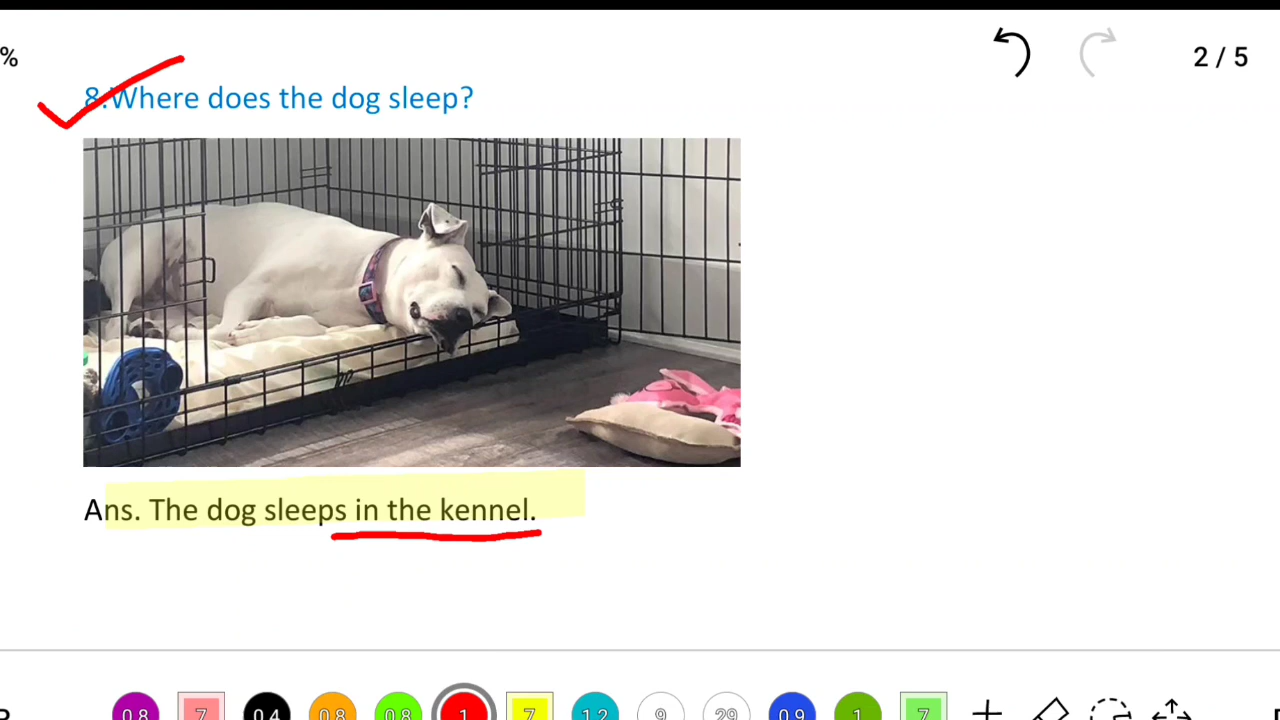 %
2 / 5
8.Where does the dog sleep?
Ans. The dog sleeps in the kennel.
0.8 7 0.4 0.8 0.8 1 7 1.2 9 29 0.9 1 7